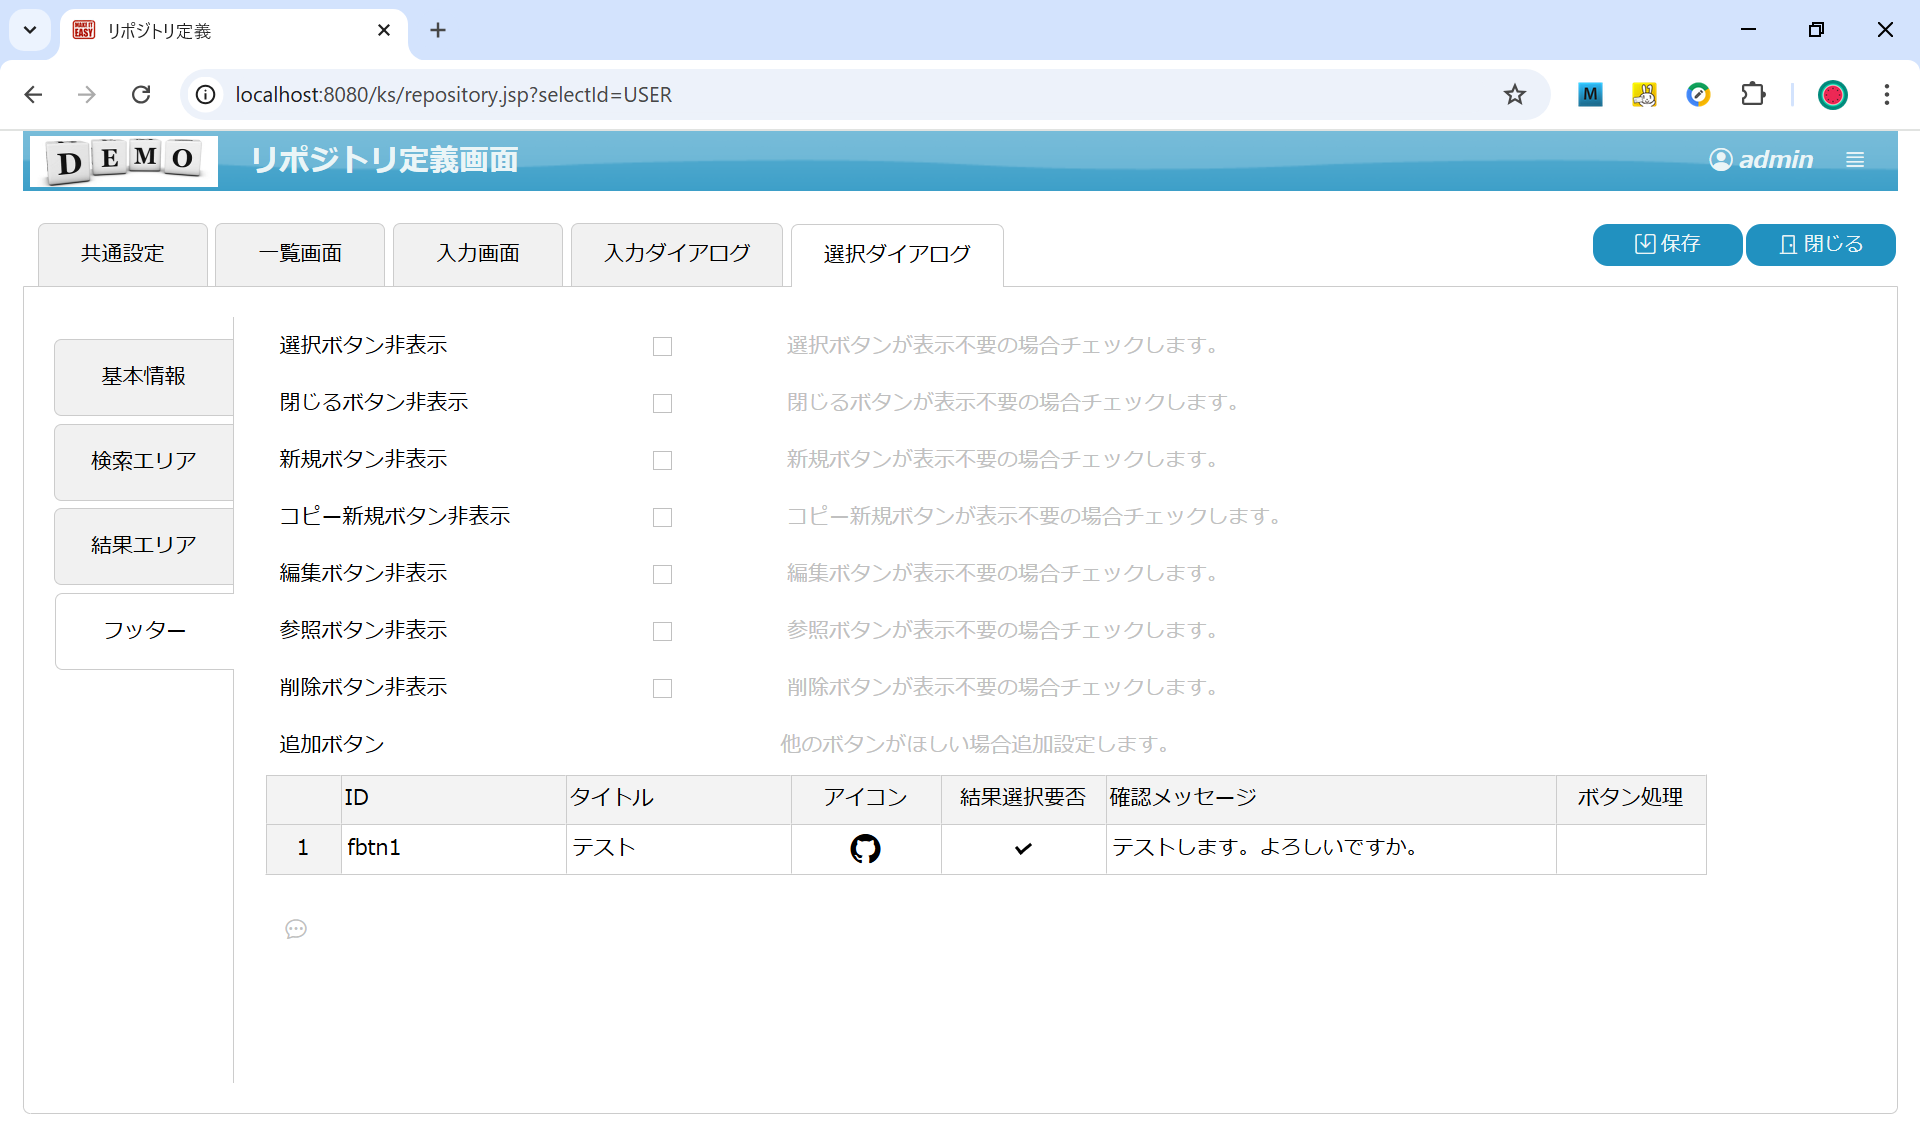 リポジトリ定義
localhost:8080/ks/repository.jsp?selectId=USER
M
DEMO
リポジトリ定義画面
admin
共通設定
一覧画面
入力画面
入力ダイアログ
選択ダイアログ
保存
閉じる
基本情報
検索エリア
結果エリア
フッター
選択ボタン非表示 選択ボタンが表示不要の場合チェックします。
閉じるボタン非表示 閉じるボタンが表示不要の場合チェックします。
新規ボタン非表示 新規ボタンが表示不要の場合チェックします。
コピー新規ボタン非表示 コピー新規ボタンが表示不要の場合チェックします。
編集ボタン非表示 編集ボタンが表示不要の場合チェックします。
参照ボタン非表示 参照ボタンが表示不要の場合チェックします。
削除ボタン非表示 削除ボタンが表示不要の場合チェックします。
追加ボタン 他のボタンがほしい場合追加設定します。
ID タイトル アイコン 結果選択要否 確認メッセージ ボタン処理
1 fbtn1 テスト テストします。よろしいですか。